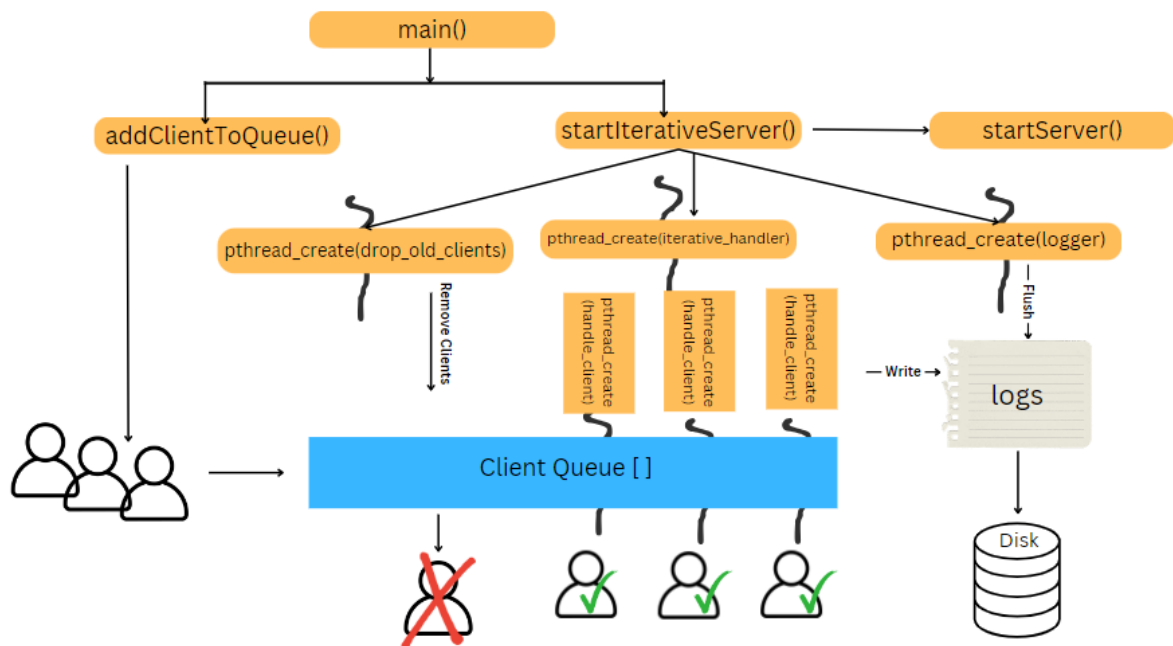 main()
addClientToQueue()
startIterativeServer()
startServer()
pthread_create(drop_old_clients)
pthread_create(iterative_handler)
pthread_create(logger)
Remove Clients
pthread_create
(handle_client)
pthread_create
(handle_client)
pthread_create
(handle_client)
Flush
Write
logs
Client Queue [ ]
Disk